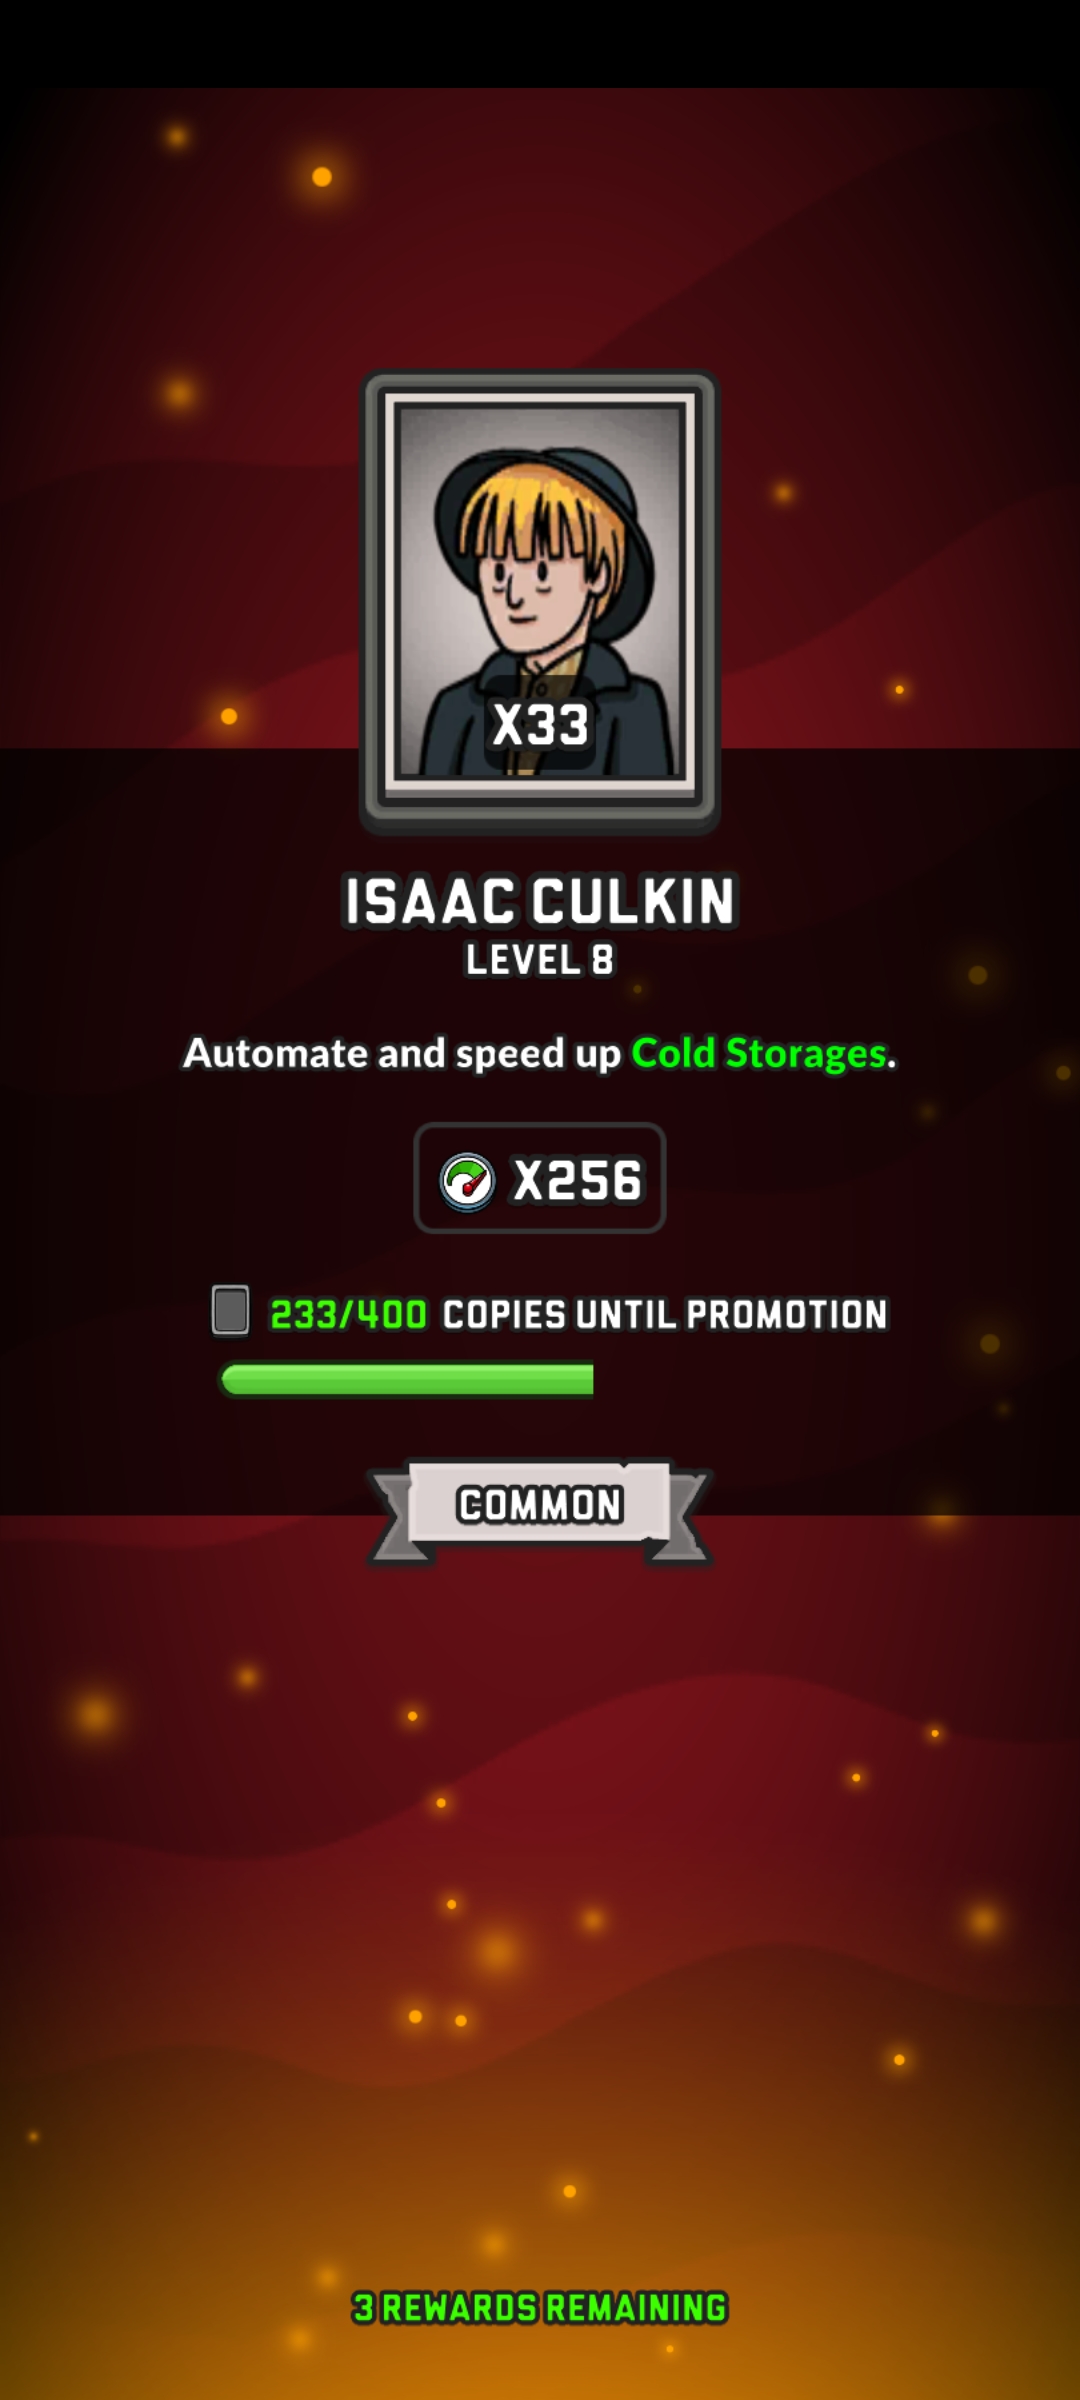 X33
ISAAC CULKIN
LEVEL 8
Automate and speed up Cold Storages.
X256
233/400 COPIES UNTIL PROMOTION
COMMON
3 REWARDS REMAINING